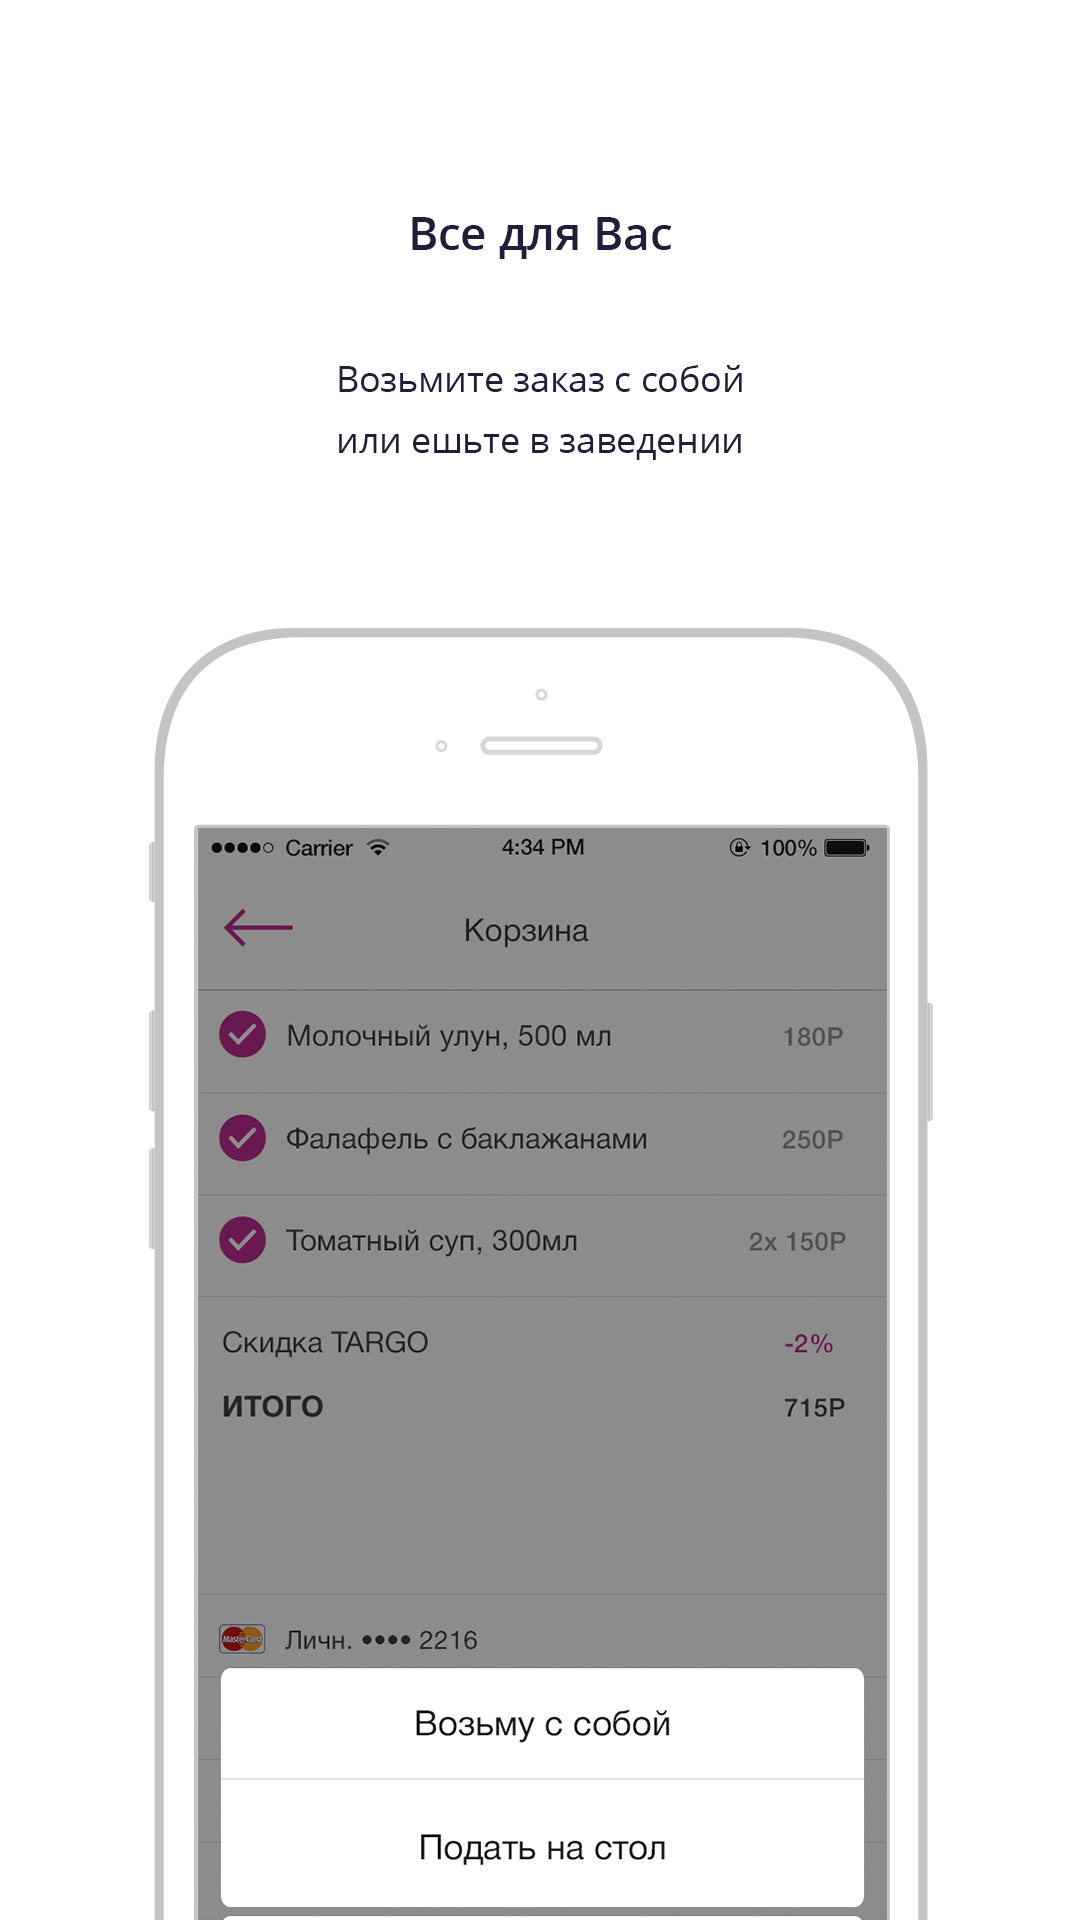 Все для Вас
Возьмите заказ с собой
или ешьте в заведении
Carrier 4:34 PM 100%
Корзина
Молочный улун, 500 мл 180Р
Фалафель с баклажанами 250Р
Томатный суп, 300мл 2x 150Р
Скидка TARGO -2%
ИТОГО 715Р
MasterCard Личн. •••• 2216
Возьму с собой
Подать на стол